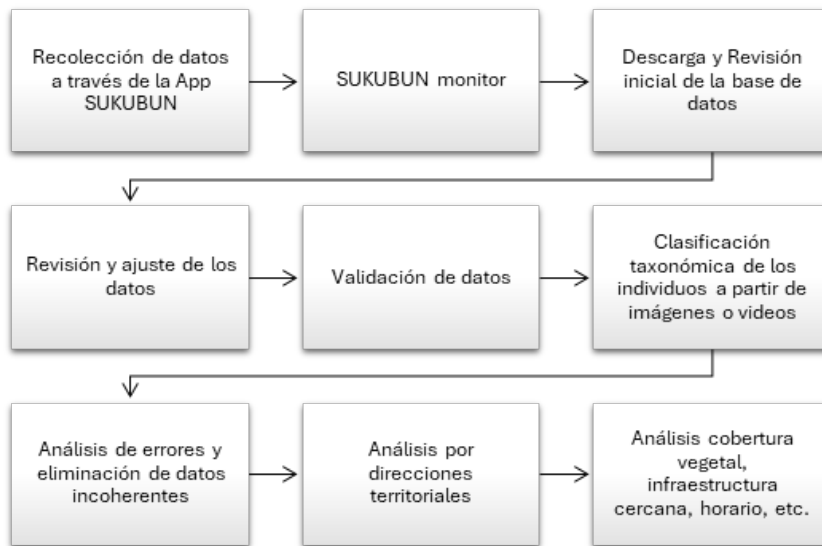 Recolección de datos
a través de la App
SUKUBUN
SUKUBUN monitor
Descarga y Revisión
inicial de la base de
datos
Revisión y ajuste de los
datos
Validación de datos
Clasificación
taxonómica de los
individuos a partir de
imágenes o videos
Análisis de errores y
eliminación de datos
incoherentes
Análisis por
direcciones
territoriales
Análisis cobertura
vegetal,
infraestructura
cercana, horario, etc.